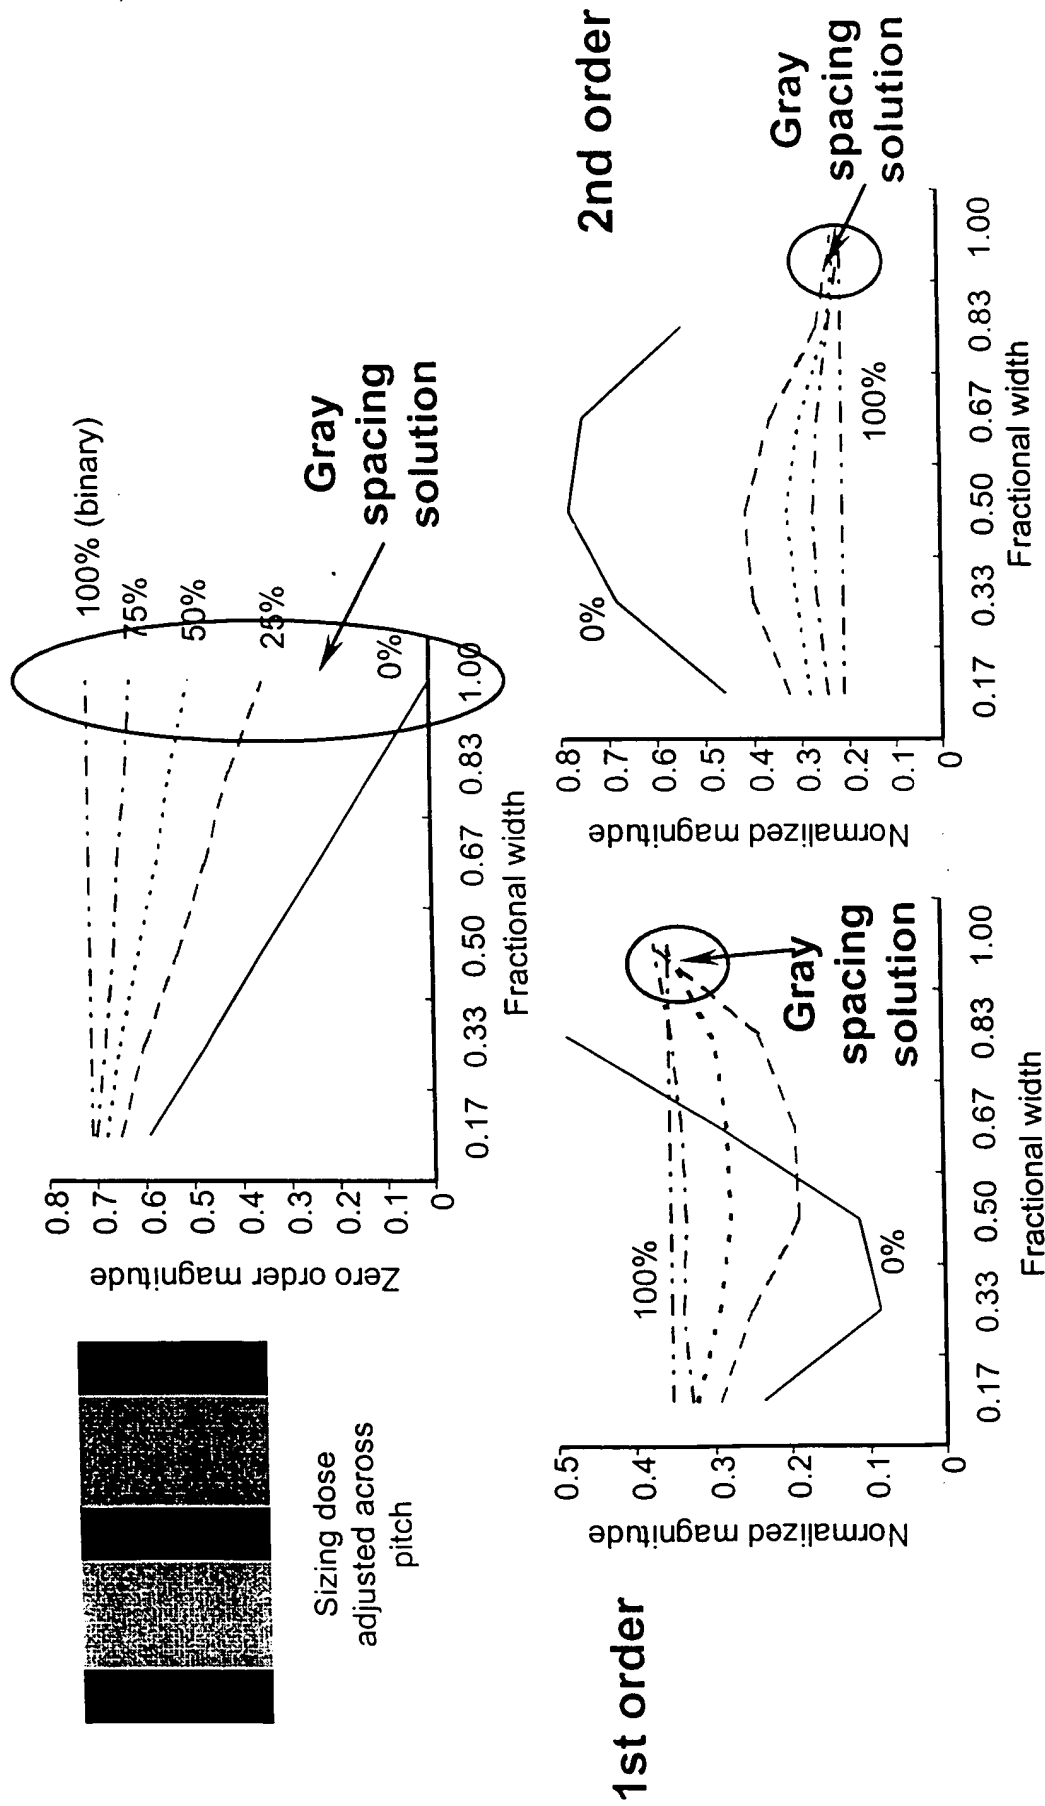 Sizing dose
adjusted across
pitch
Zero order magnitude
0.8
0.7
0.6
0.5
0.4
0.3
0.2
0.1
0
0.17 0.33 0.50 0.67 0.83 1.00
Fractional width
100% (binary)
75%
50%
25%
0%
Gray
spacing
solution
1st order
Normalized magnitude
0.5
0.4
0.3
0.2
0.1
0
0.17 0.33 0.50 0.67 0.83 1.00
Fractional width
100%
0%
Gray
spacing
solution
2nd order
Normalized magnitude
0.8
0.7
0.6
0.5
0.4
0.3
0.2
0.1
0
0.17 0.33 0.50 0.67 0.83 1.00
Fractional width
0%
100%
Gray
spacing
solution